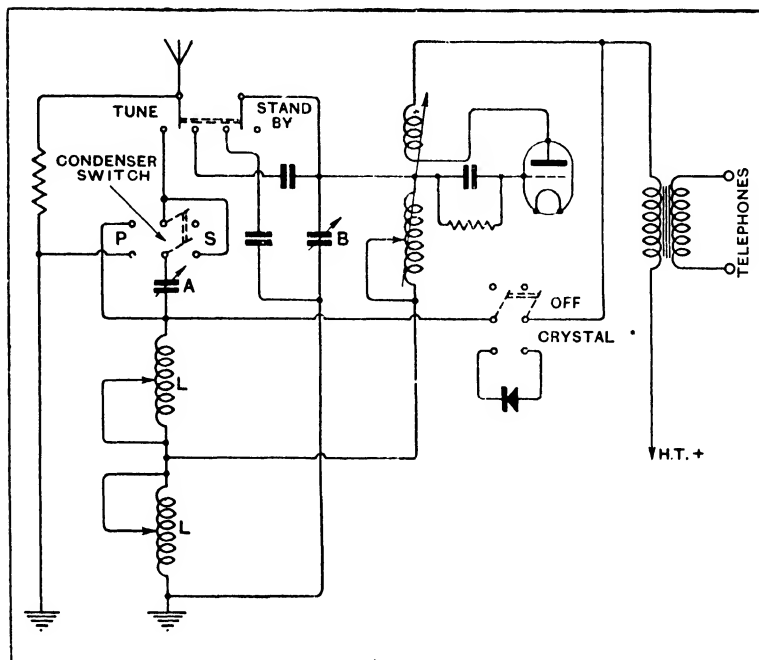 TUNE
STAND
BY
CONDENSER
SWITCH
P
S
A
B
L
L
OFF
CRYSTAL
TELEPHONES
H.T. +